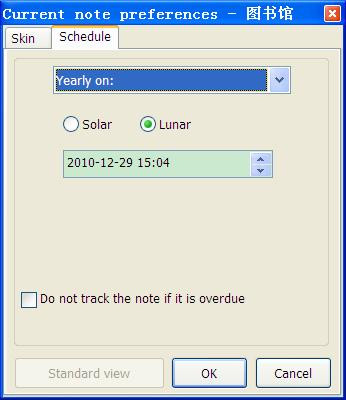 Current note preferences - 图书馆
Skin Schedule
Yearly on:
Solar Lunar
2010-12-29 15:04
Do not track the note if it is overdue
Standard view OK Cancel